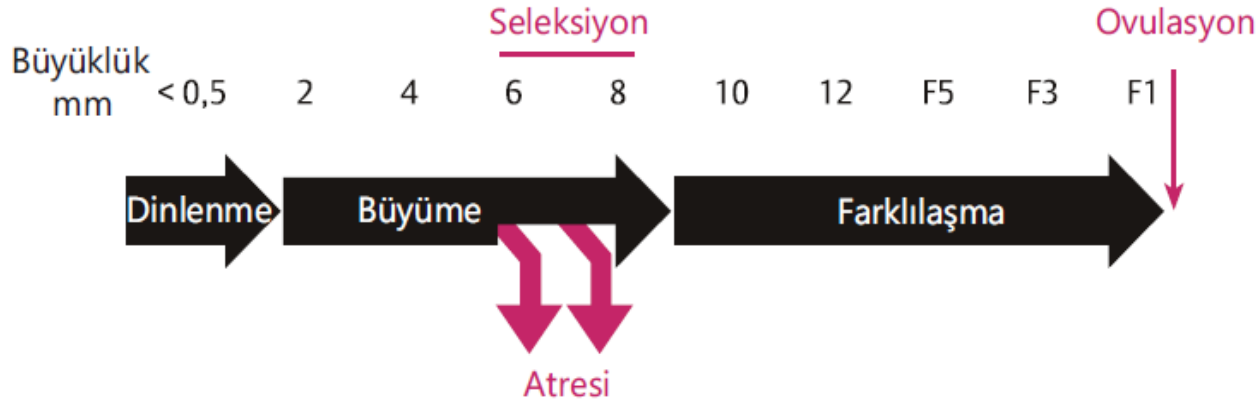 Seleksiyon
Ovulasyon
Büyüklük
mm
< 0,5 2 4 6 8 10 12 F5 F3 F1
Dinlenme Büyüme Farklılaşma
Atresi